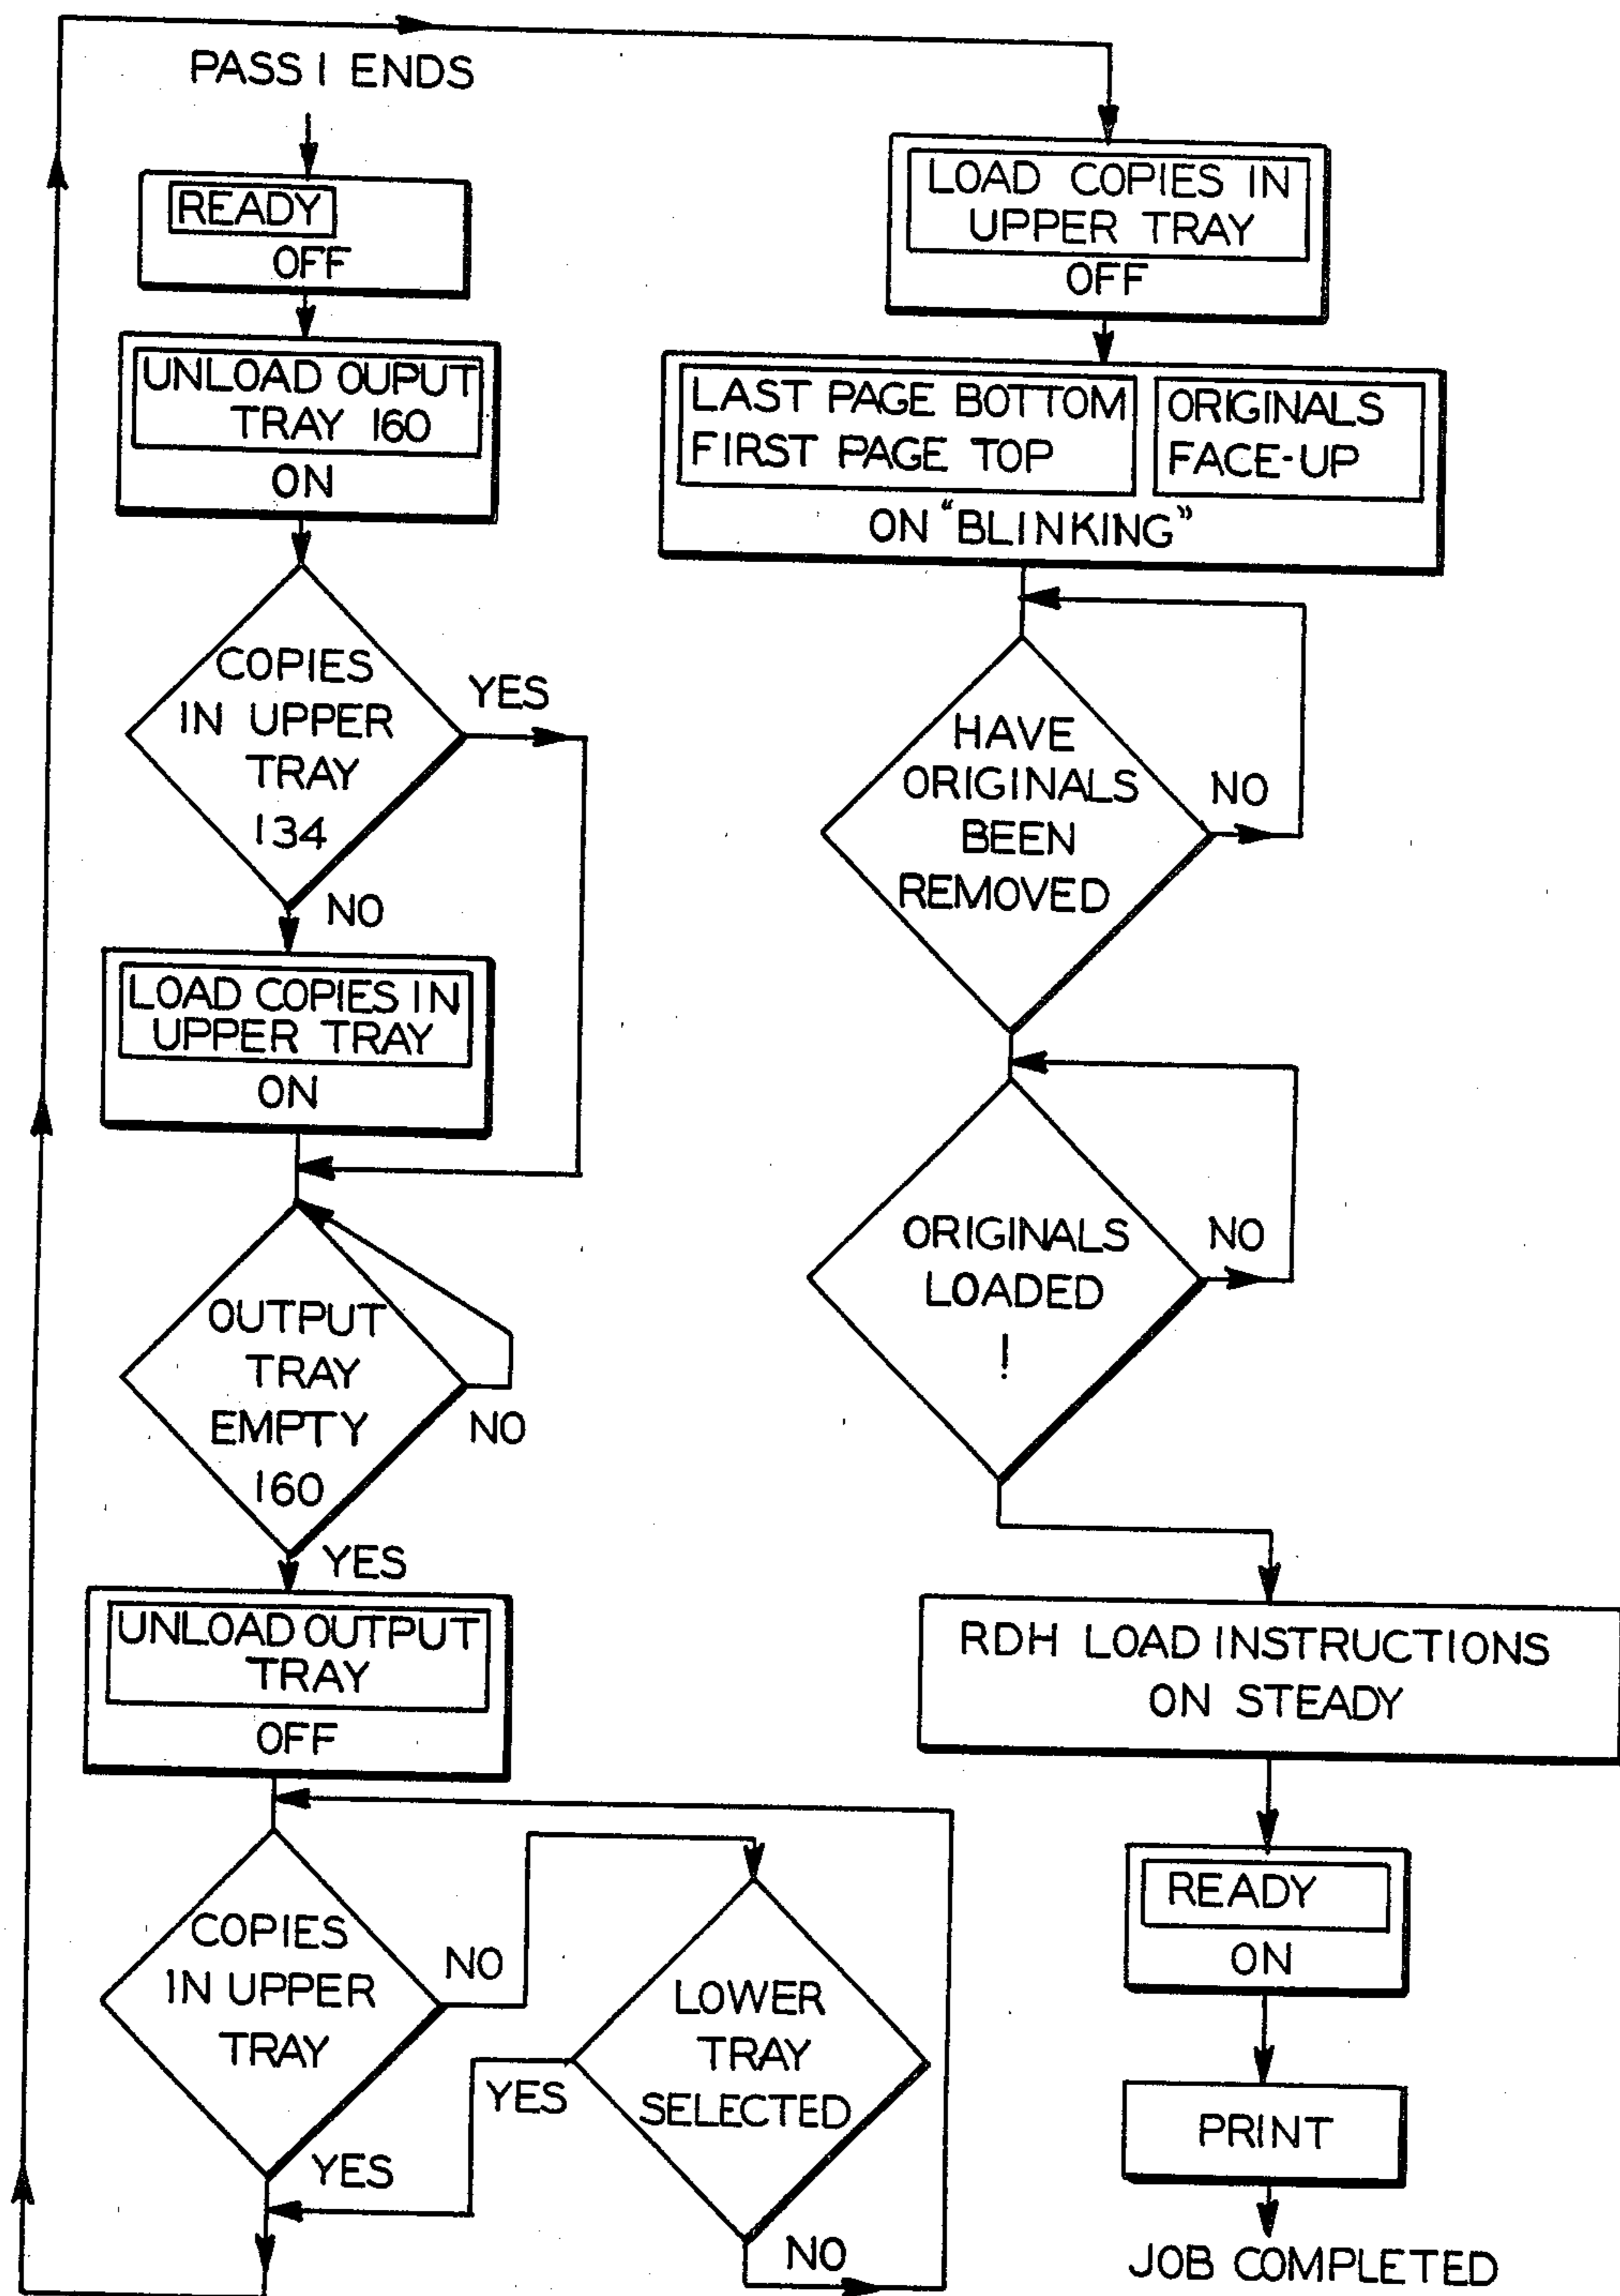 PASS 1 ENDS
READY
OFF
UNLOAD OUPUT
TRAY 160
ON
COPIES
IN UPPER
TRAY
134
YES
NO
LOAD COPIES IN
UPPER TRAY
ON
OUTPUT
TRAY
EMPTY
160
NO
YES
UNLOAD OUTPUT
TRAY
OFF
COPIES
IN UPPER
TRAY
NO
YES
LOWER
TRAY
SELECTED
YES
NO
LOAD COPIES IN
UPPER TRAY
OFF
LAST PAGE BOTTOM
FIRST PAGE TOP
ORIGINALS
FACE-UP
ON "BLINKING"
HAVE
ORIGINALS
BEEN
REMOVED
NO
ORIGINALS
LOADED
!
NO
RDH LOAD INSTRUCTIONS
ON STEADY
READY
ON
PRINT
JOB COMPLETED